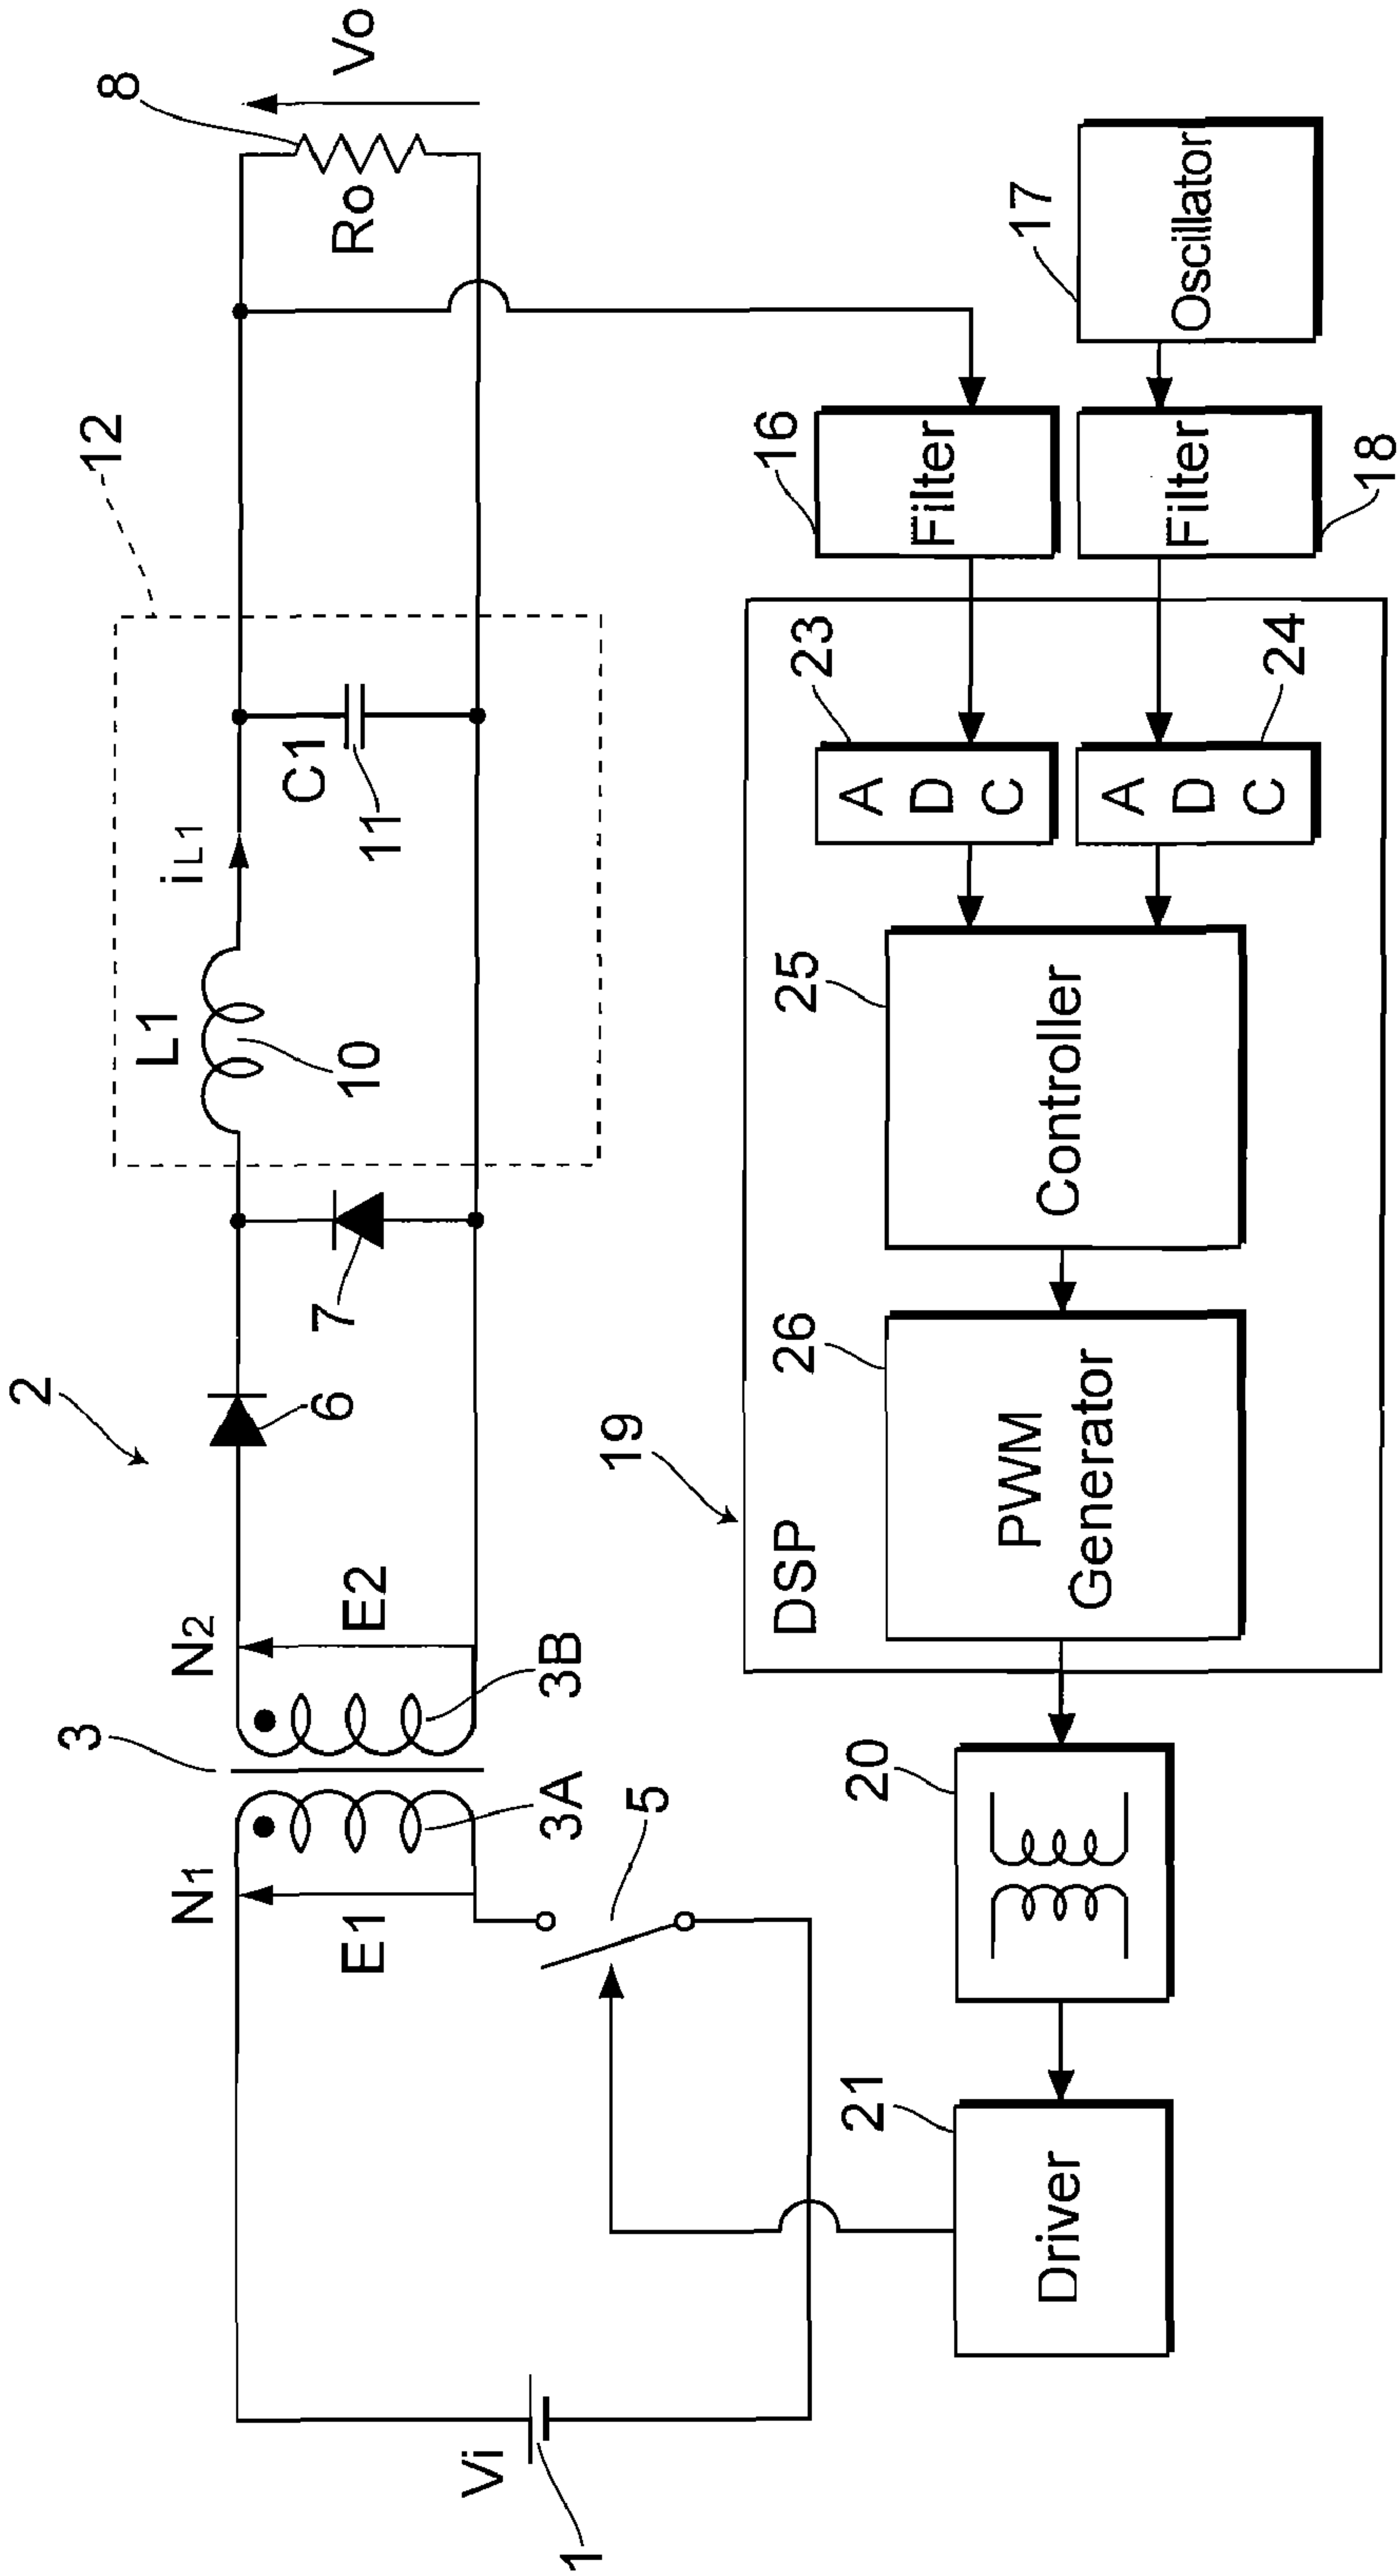 2
3
N1
N2
E1
E2
3A
3B
5
6
7
L1
10
iL1
C1
11
12
8
Ro
Vo
Vi
1
19
DSP
21
Driver
20
26
PWM
Generator
25
Controller
23
A
D
C
24
A
D
C
16
Filter
18
Filter
17
Oscillator